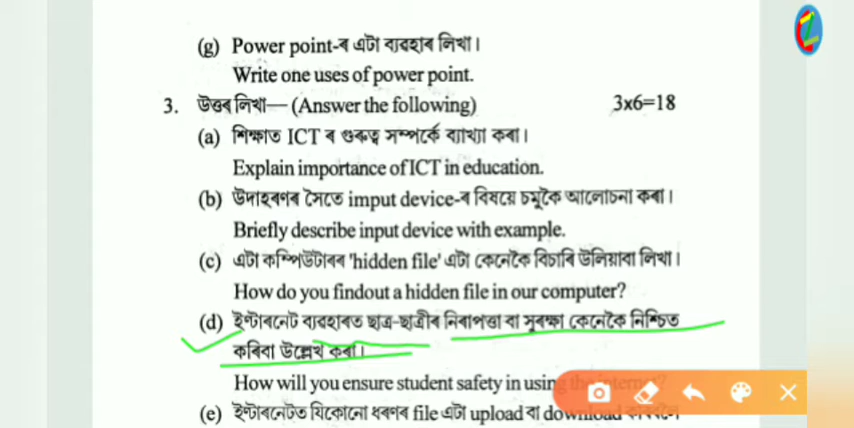 (g) Power point-ৰ এটা ব্যৱহাৰ লিখা।
Write one uses of power point.
3. উত্তৰ লিখা— (Answer the following) 3x6=18
(a) শিক্ষাত ICT ৰ গুৰুত্ব সম্পৰ্কে ব্যাখ্যা কৰা।
Explain importance of ICT in education.
(b) উদাহৰণৰ সৈতে imput device-ৰ বিষয়ে চমুকৈ আলোচনা কৰা।
Briefly describe input device with example.
(c) এটা কম্পিউটাৰৰ 'hidden file' এটা কেনেকৈ বিচাৰি উলিয়াবা লিখা।
How do you findout a hidden file in our computer?
(d) ইণ্টাৰনেট ব্যৱহাৰত ছাত্ৰ-ছাত্ৰীৰ নিৰাপত্তা বা সুৰক্ষা কেনেকৈ নিশ্চিত
কৰিবা উল্লেখ কৰা।
How will you ensure student safety in using the internet?
(e) ইণ্টাৰনেটত যিকোনো ধৰণৰ file এটা upload বা download